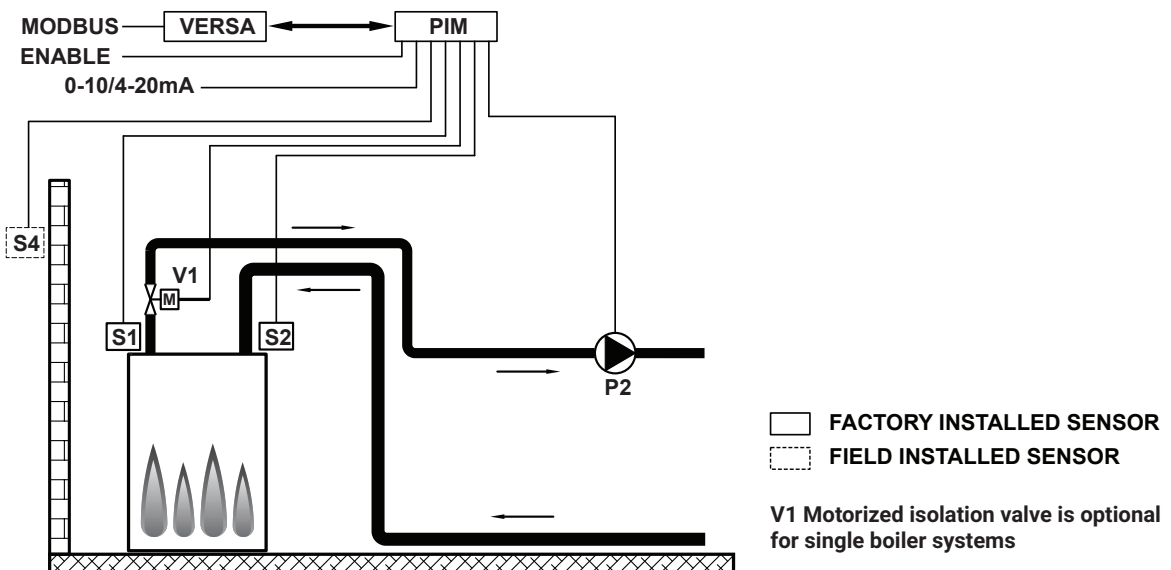 MODBUS
VERSA
PIM
ENABLE
0-10/4-20mA
S4
V1
M
S1
S2
P2
FACTORY INSTALLED SENSOR
FIELD INSTALLED SENSOR
V1 Motorized isolation valve is optional
for single boiler systems